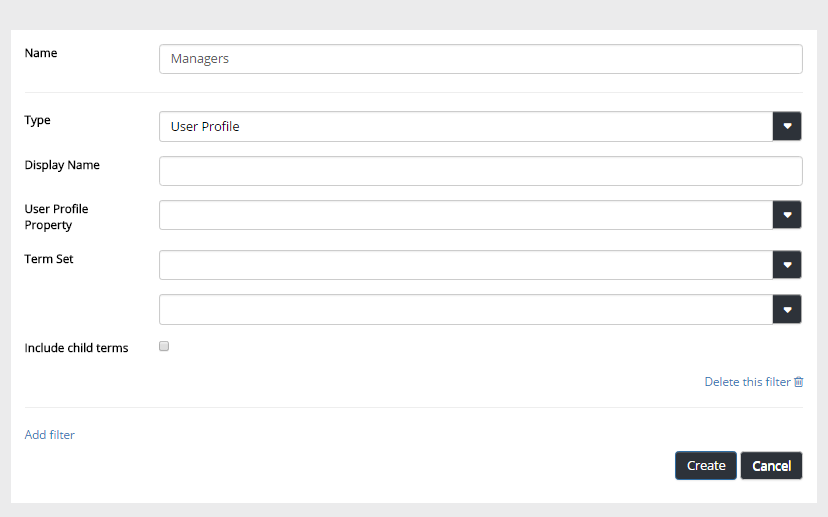 Name
Managers
Type
User Profile
Display Name
User Profile
Property
Term Set
Include child terms
Delete this filter
Add filter
Create
Cancel